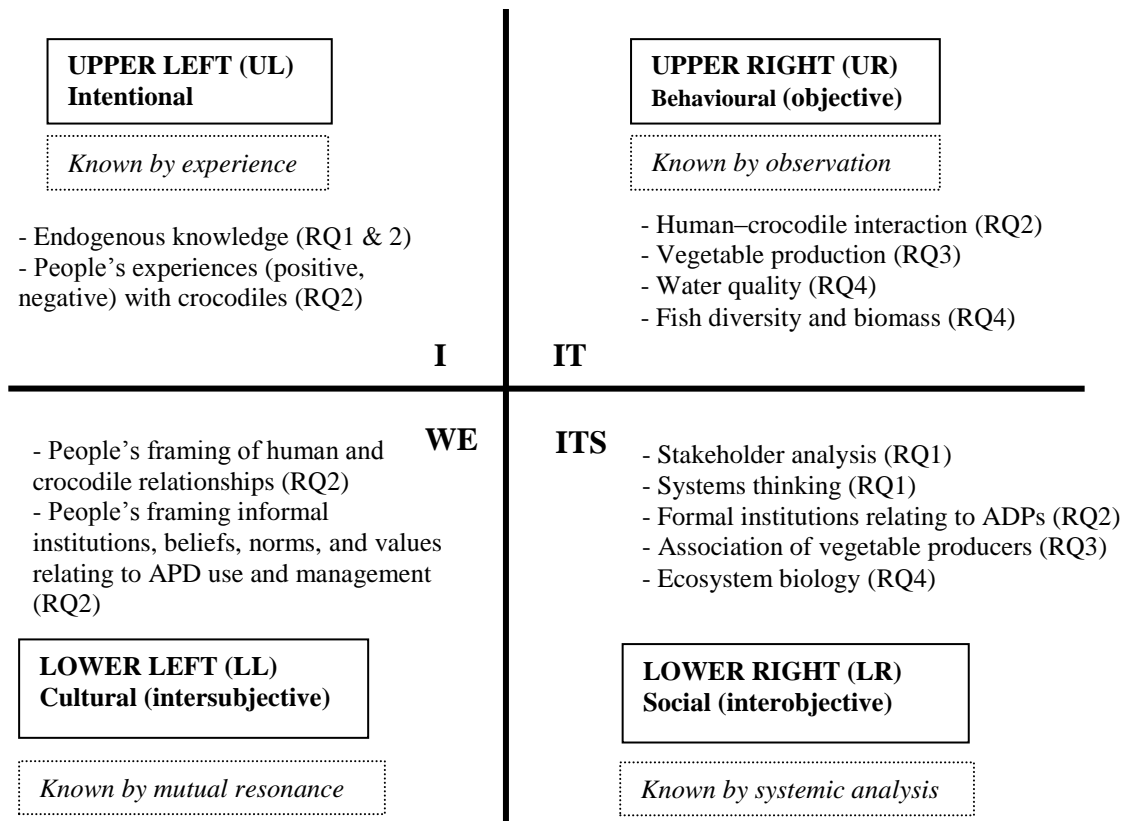 UPPER LEFT (UL)
Intentional
Known by experience
- Endogenous knowledge (RQ1 & 2)
- People’s experiences (positive,
negative) with crocodiles (RQ2)
I
UPPER RIGHT (UR)
Behavioural (objective)
Known by observation
- Human–crocodile interaction (RQ2)
- Vegetable production (RQ3)
- Water quality (RQ4)
- Fish diversity and biomass (RQ4)
IT
WE
- People’s framing of human and
crocodile relationships (RQ2)
- People’s framing informal
institutions, beliefs, norms, and values
relating to APD use and management
(RQ2)
LOWER LEFT (LL)
Cultural (intersubjective)
Known by mutual resonance
ITS
- Stakeholder analysis (RQ1)
- Systems thinking (RQ1)
- Formal institutions relating to ADPs (RQ2)
- Association of vegetable producers (RQ3)
- Ecosystem biology (RQ4)
LOWER RIGHT (LR)
Social (interobjective)
Known by systemic analysis